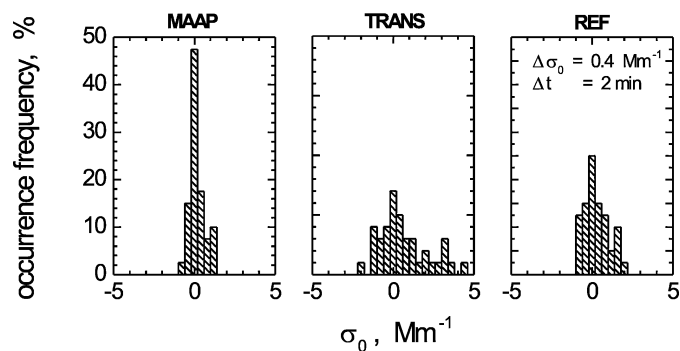 MAAP TRANS REF
occurrence frequency, %
50
40
30
20
10
0
Δσ₀ = 0.4 Mm⁻¹
Δt = 2 min
-5 0 5 -5 0 5 -5 0 5
σ₀ , Mm⁻¹